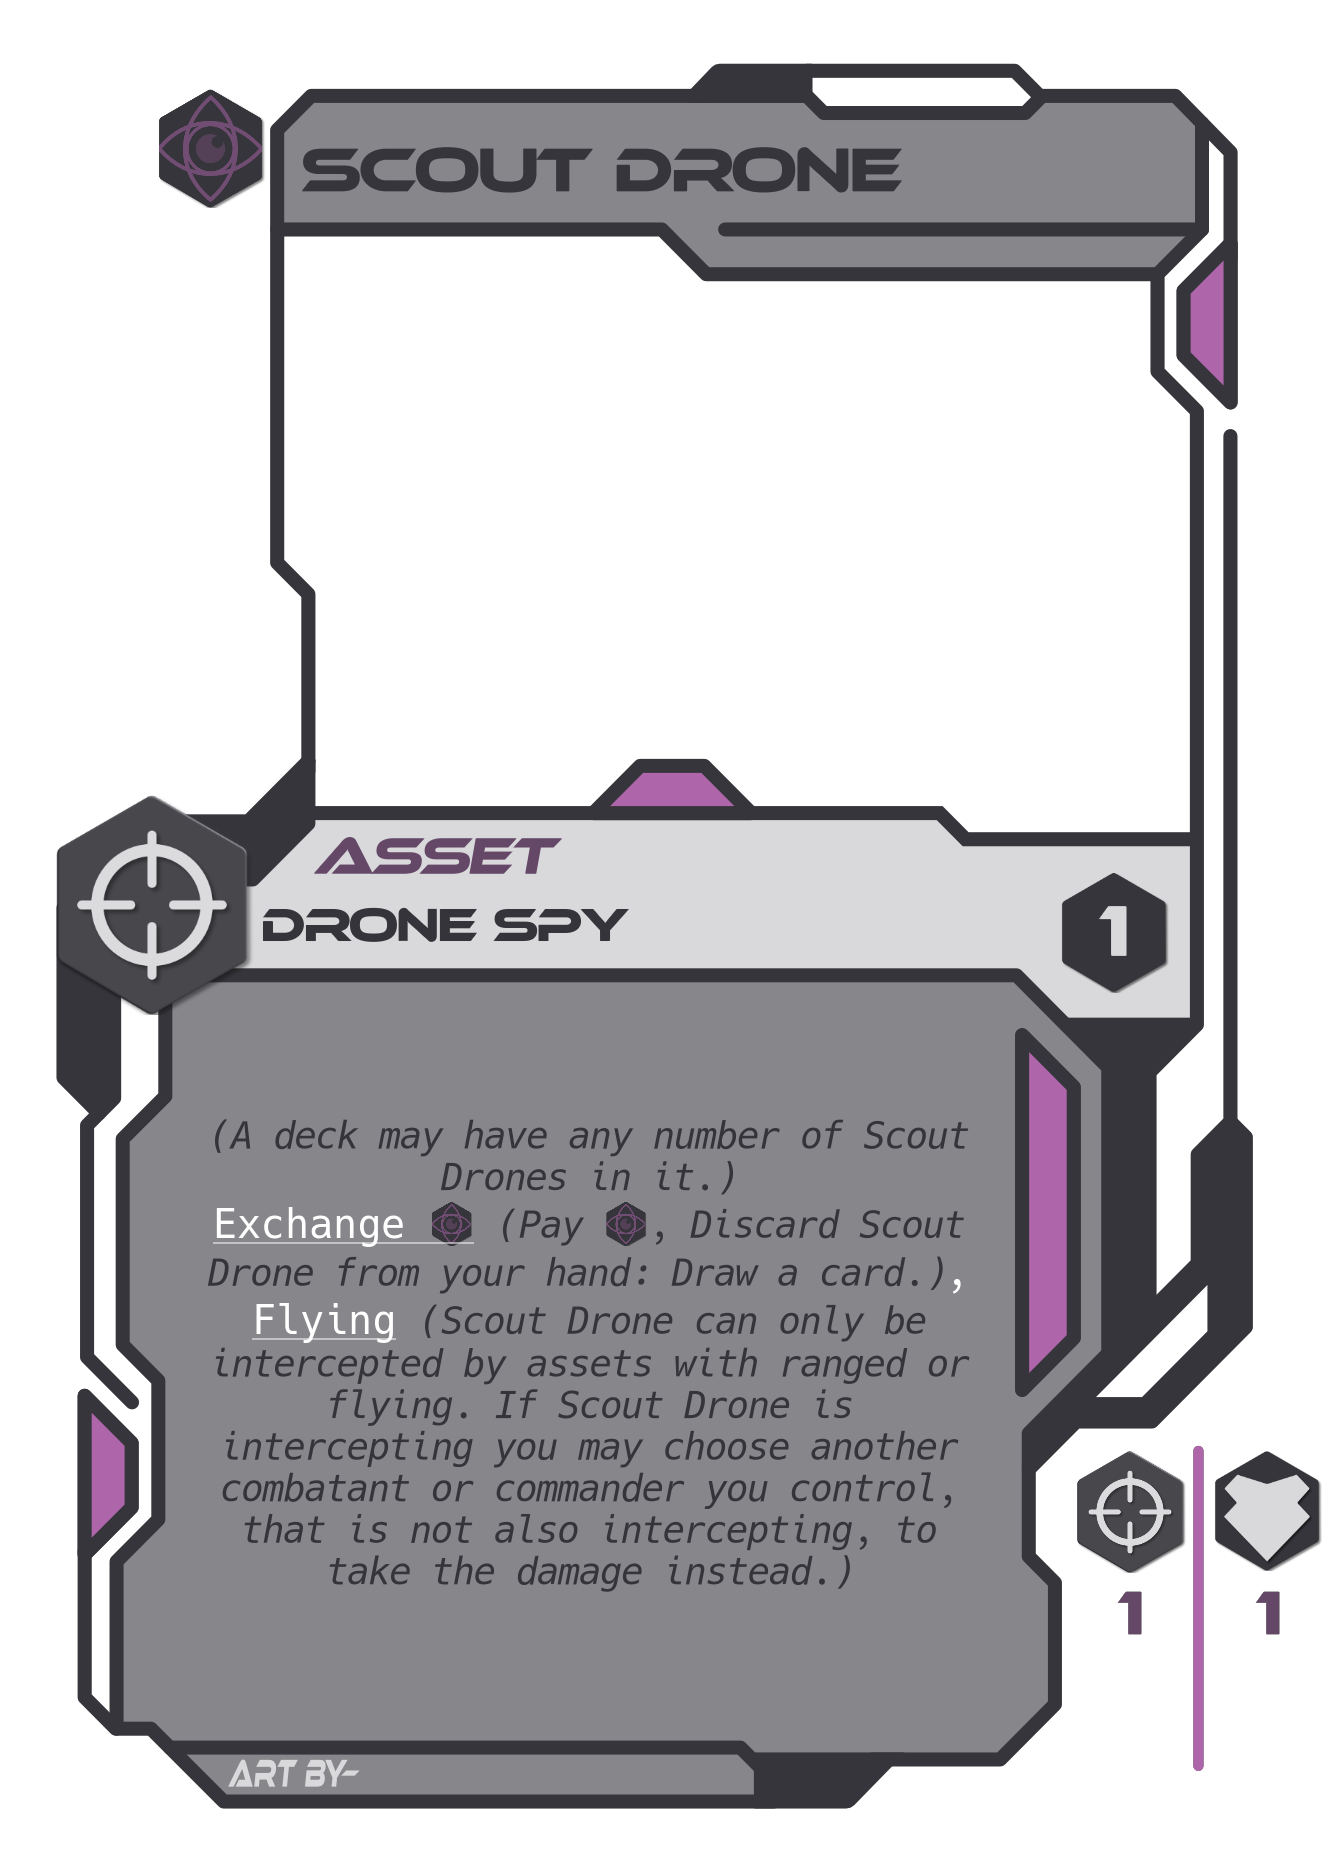 SCOUT DRONE
ASSET
DRONE SPY
1
(A deck may have any number of Scout
Drones in it.)
Exchange (Pay , Discard Scout
Drone from your hand: Draw a card.),
Flying (Scout Drone can only be
intercepted by assets with ranged or
flying. If Scout Drone is
intercepting you may choose another
combatant or commander you control,
that is not also intercepting, to
take the damage instead.)
1
1
ART BY-